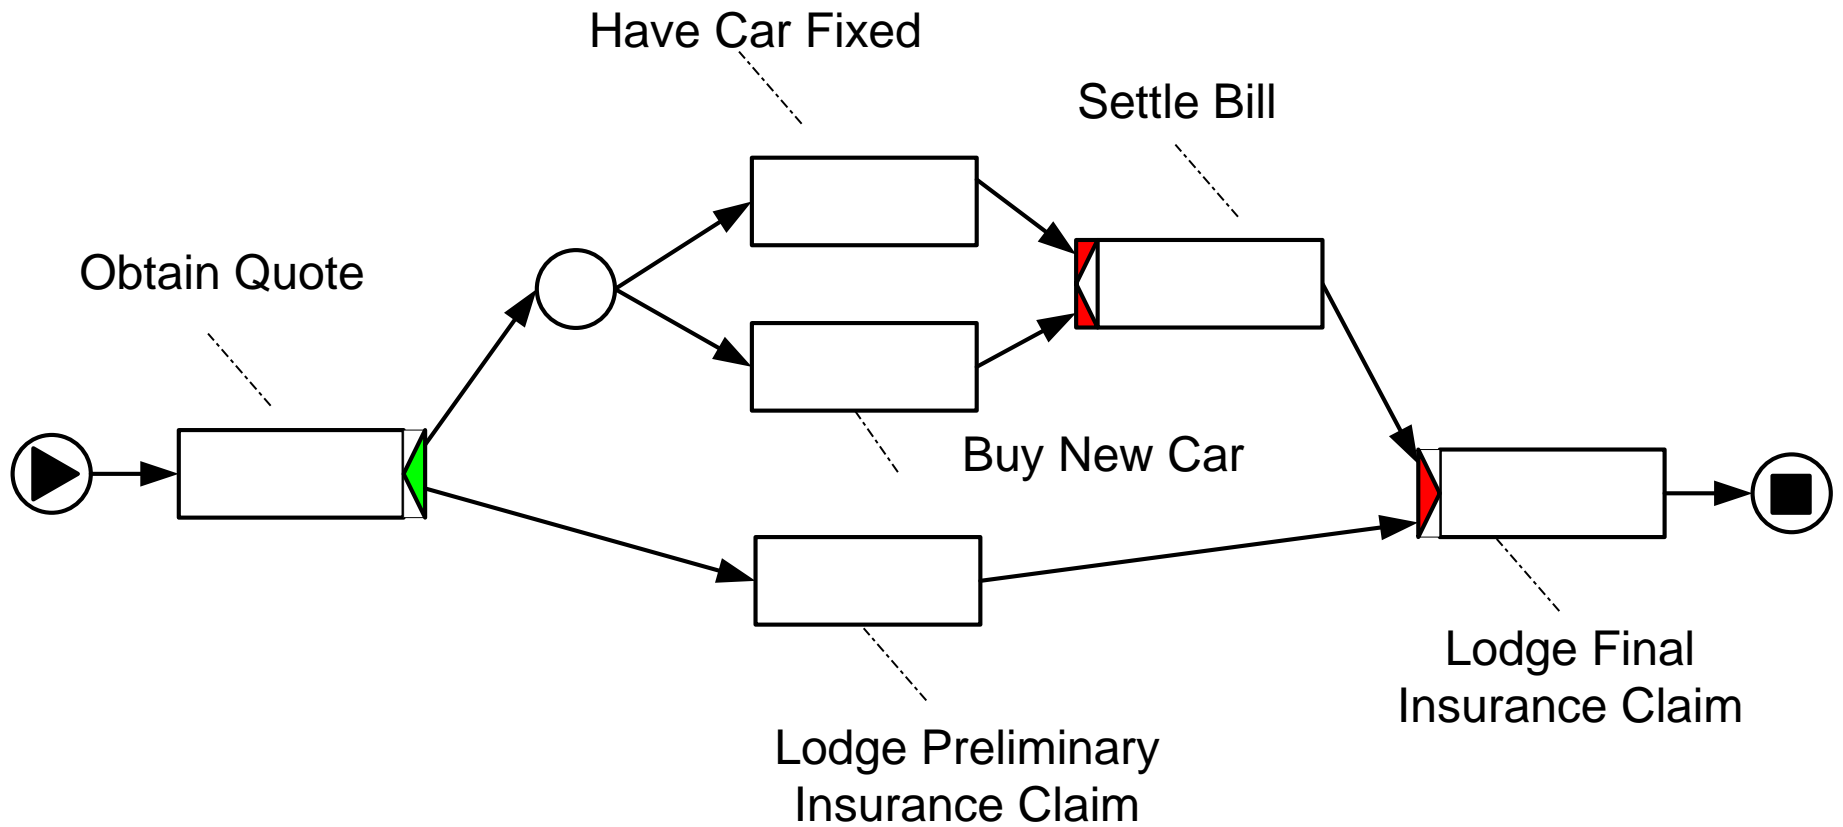 Have Car Fixed
Settle Bill
Obtain Quote
Buy New Car
Lodge Final
Insurance Claim
Lodge Preliminary
Insurance Claim